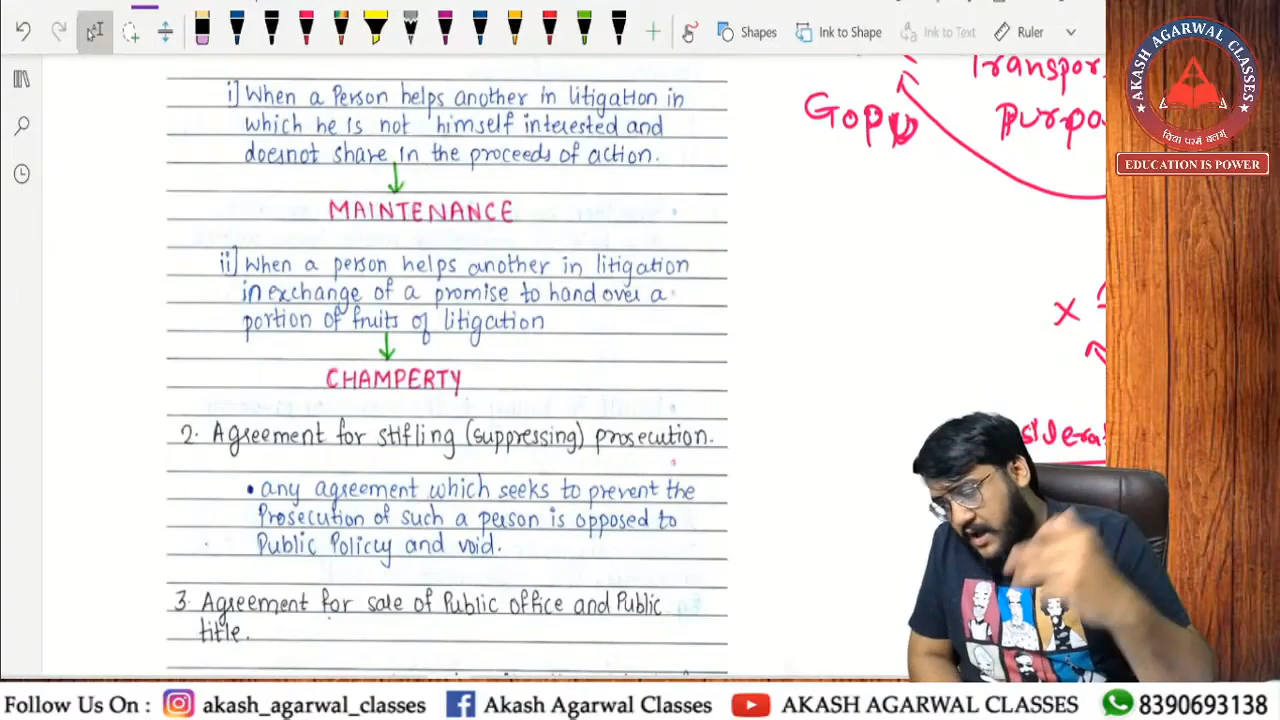 Shapes
Ink to Shape
Ink to Text
Ruler
i] When a Person helps another in litigation in
which he is not himself interested and
doesnot share in the proceeds of action.
MAINTENANCE
ii] When a person helps another in litigation
in exchange of a promise to hand over a
portion of fruits of litigation
CHAMPERTY
2. Agreement for stifling (suppressing) prosecution.
• any agreement which seeks to prevent the
Prosecution of such a person is opposed to
Public Policy and void.
3. Agreement for sale of Public office and Public
title.
Gopu
Purpo
AKASH AGARWAL CLASSES
विद्या परमं बलम्
EDUCATION IS POWER
Follow Us On : akash_agarwal_classes AKASH AGARWAL CLASSES AKASH AGARWAL CLASSES 8390693138